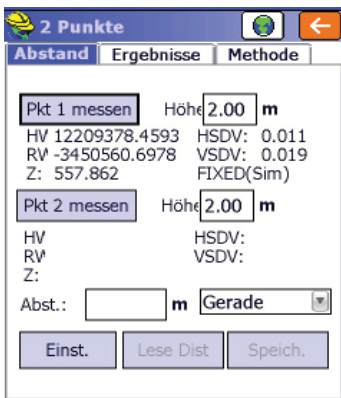 2 Punkte
Abstand Ergebnisse Methode
Pkt 1 messen Höhe 2.00 m
HV 12209378.4593 HSDV: 0.011
RV -3450560.6978 VSDV: 0.019
Z: 557.862 FIXED(Sim)
Pkt 2 messen Höhe 2.00 m
HV HSDV:
RV VSDV:
Z:
Abst.: m Gerade
Einst. Lese Dist Speich.